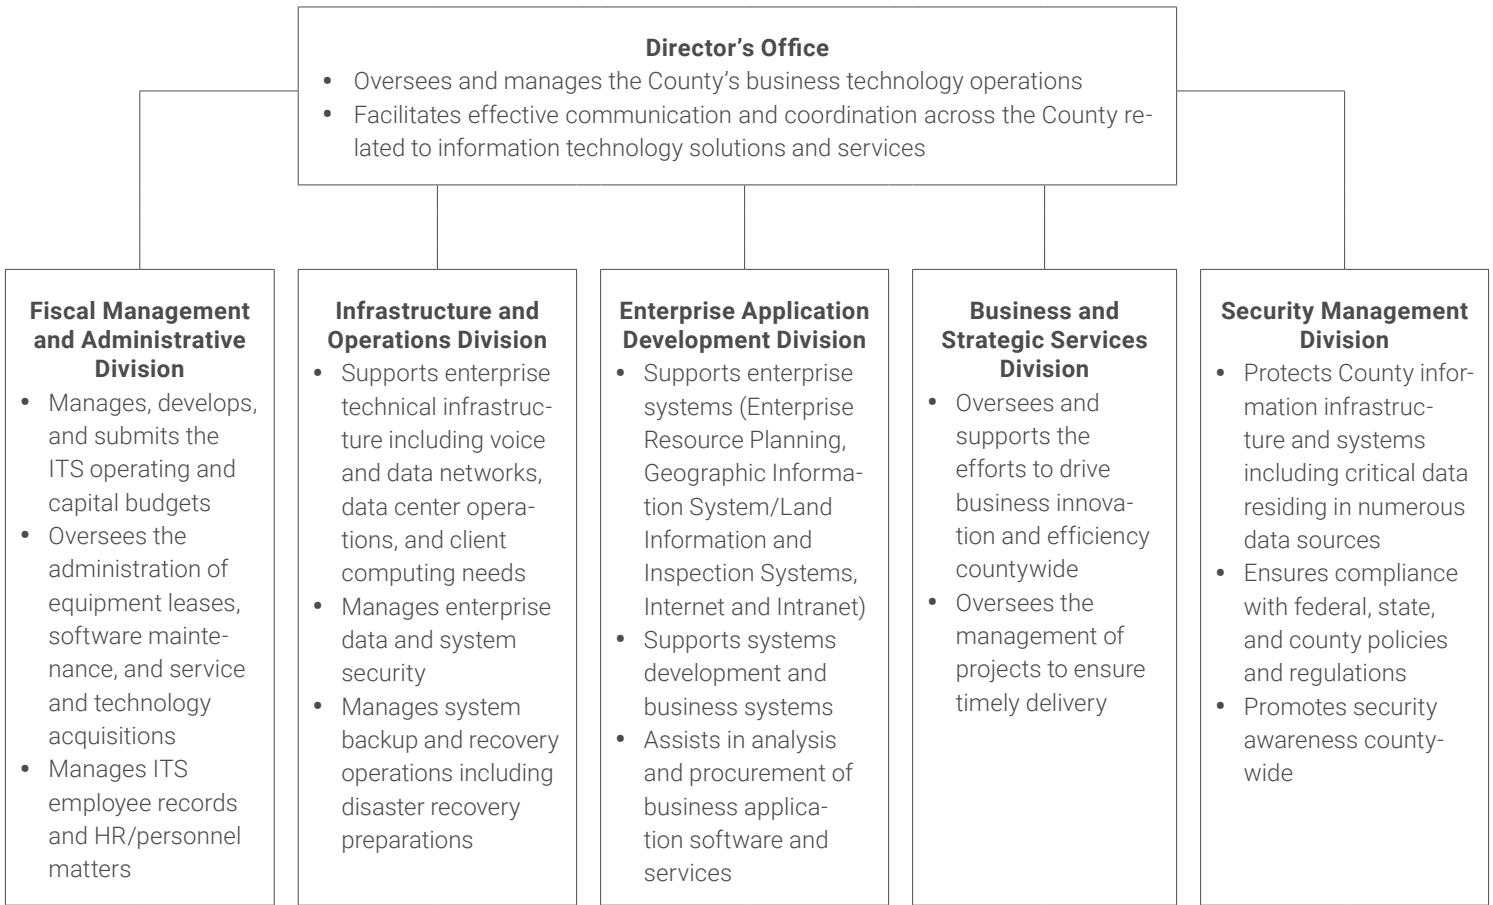 Director's Office
• Oversees and manages the County's business technology operations
• Facilitates effective communication and coordination across the County re-
lated to information technology solutions and services
Fiscal Management
and Administrative
Division
• Manages, develops,
and submits the
ITS operating and
capital budgets
• Oversees the
administration of
equipment leases,
software mainte-
nance, and service
and technology
acquisitions
• Manages ITS
employee records
and HR/personnel
matters
Infrastructure and
Operations Division
• Supports enterprise
technical infrastruc-
ture including voice
and data networks,
data center opera-
tions, and client
computing needs
• Manages enterprise
data and system
security
• Manages system
backup and recovery
operations including
disaster recovery
preparations
Enterprise Application
Development Division
• Supports enterprise
systems (Enterprise
Resource Planning,
Geographic Informa-
tion System/Land
Information and
Inspection Systems,
Internet and Intranet)
• Supports systems
development and
business systems
• Assists in analysis
and procurement of
business applica-
tion software and
services
Business and
Strategic Services
Division
• Oversees and
supports the
efforts to drive
business innova-
tion and efficiency
countywide
• Oversees the
management of
projects to ensure
timely delivery
Security Management
Division
• Protects County infor-
mation infrastruc-
ture and systems
including critical data
residing in numerous
data sources
• Ensures compliance
with federal, state,
and county policies
and regulations
• Promotes security
awareness county-
wide